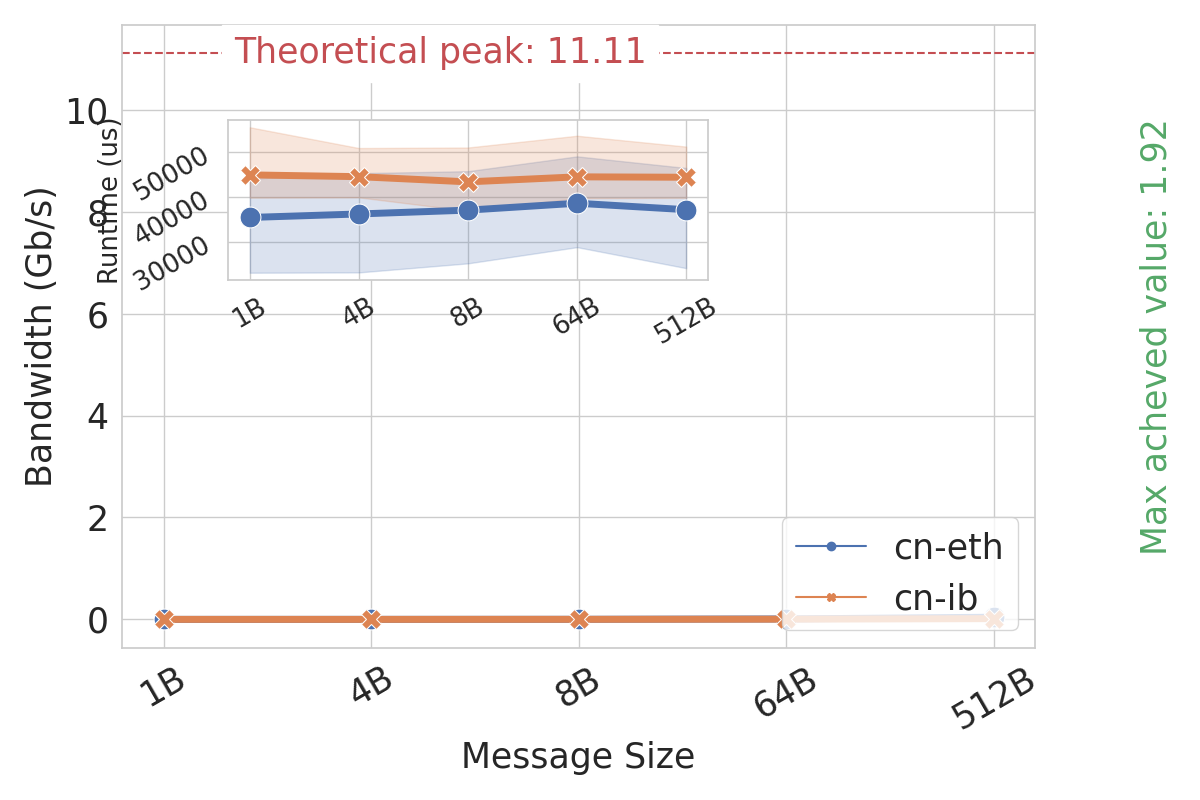 Theoretical peak: 11.11
10
8
6
4
2
0
Bandwidth (Gb/s)
Runtime (us)
50000
40000
30000
1B
4B
8B
64B
512B
cn-eth
cn-ib
1B
4B
8B
64B
512B
Message Size
Max acheved value: 1.92